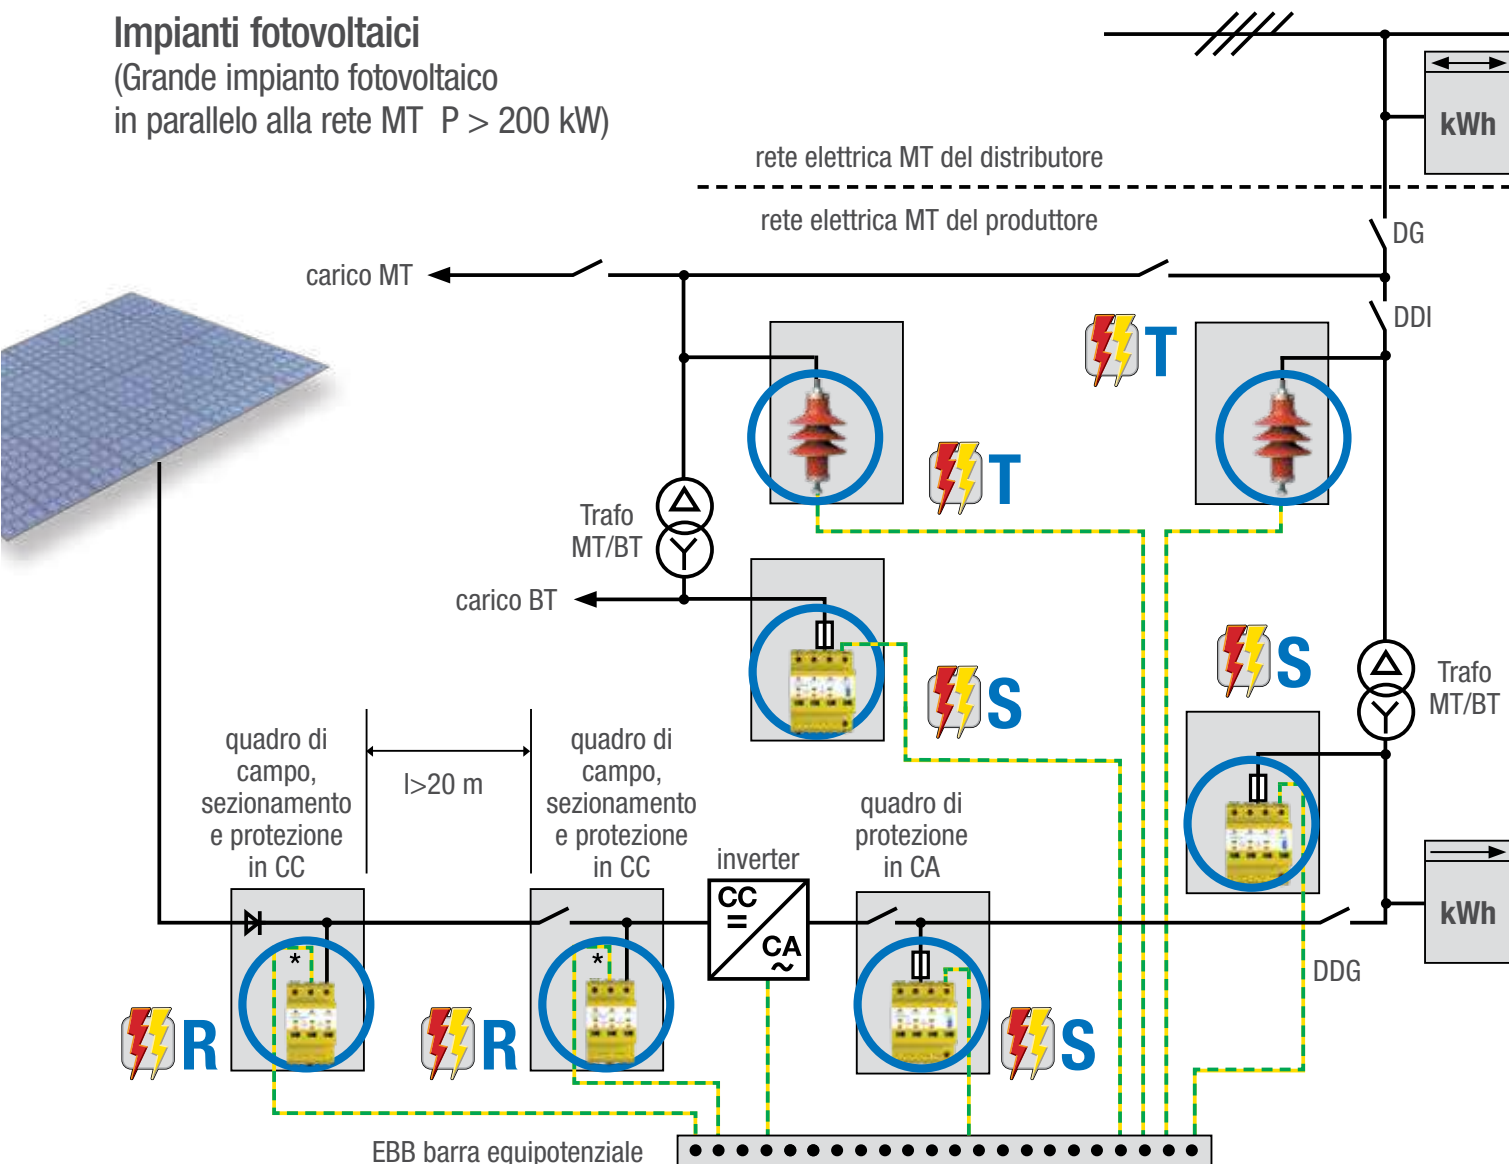 Impianti fotovoltaici
(Grande impianto fotovoltaico
in parallelo alla rete MT P > 200 kW)
kWh
rete elettrica MT del distributore
rete elettrica MT del produttore
DG
carico MT
DDI
T
T
Trafo
MT/BT
carico BT
S
S
Trafo
MT/BT
quadro di
campo,
sezionamento
e protezione
in CC
l>20 m
quadro di
campo,
sezionamento
e protezione
in CC
inverter
CC
=
CA
~
quadro di
protezione
in CA
kWh
DDG
*
*
R
R
S
EBB barra equipotenziale